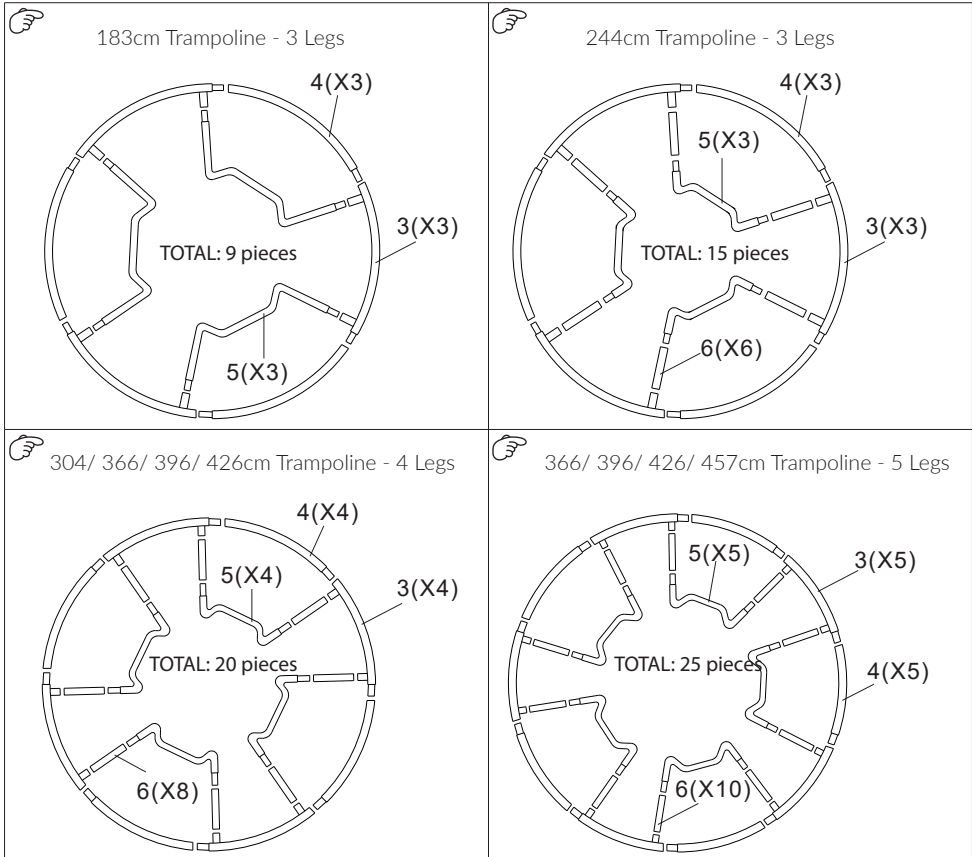 183cm Trampoline - 3 Legs
4(X3)
3(X3)
TOTAL: 9 pieces
5(X3)
244cm Trampoline - 3 Legs
4(X3)
5(X3)
3(X3)
TOTAL: 15 pieces
6(X6)
304/ 366/ 396/ 426cm Trampoline - 4 Legs
4(X4)
5(X4)
3(X4)
TOTAL: 20 pieces
6(X8)
366/ 396/ 426/ 457cm Trampoline - 5 Legs
5(X5)
3(X5)
TOTAL: 25 pieces
4(X5)
6(X10)